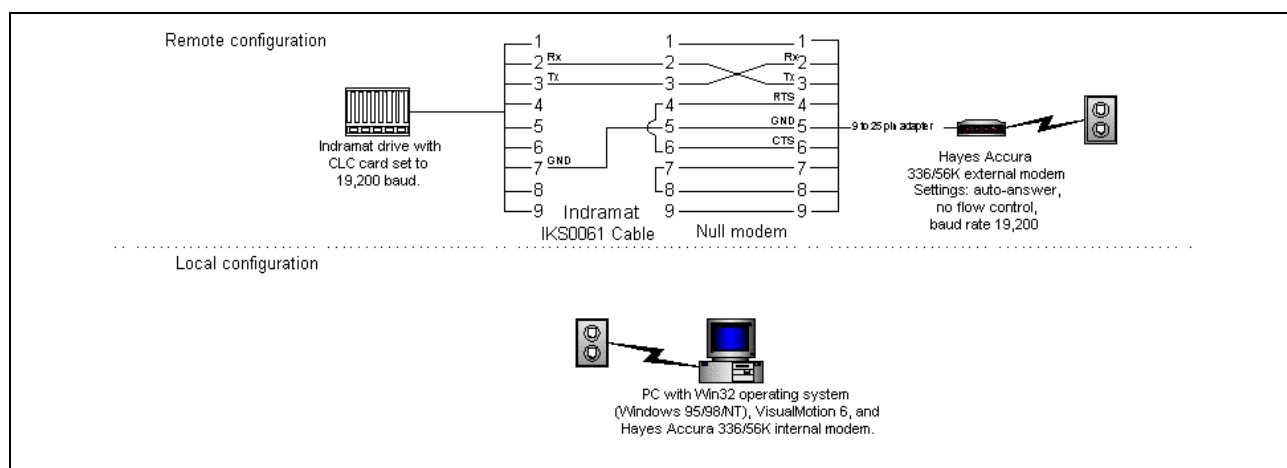 Remote configuration
1 1 1
2 Rx 2 Rx 2
3 Tx 3 Tx 3
4 4 RTS 4
5 5 GND 5
6 6 CTS 6
7 GND 7 7
8 8 8
9 9 9
Indramat
IKS0061 Cable
Null modem
9 to 25 pin adapter
Indramat drive with
CLC card set to
19,200 baud.
Hayes Accura
336/56K external modem
Settings: auto-answer,
no flow control,
baud rate 19,200
Local configuration
PC with Win32 operating system
(Windows 95/98/NT), VisualMotion 6, and
Hayes Accura 336/56K internal modem.